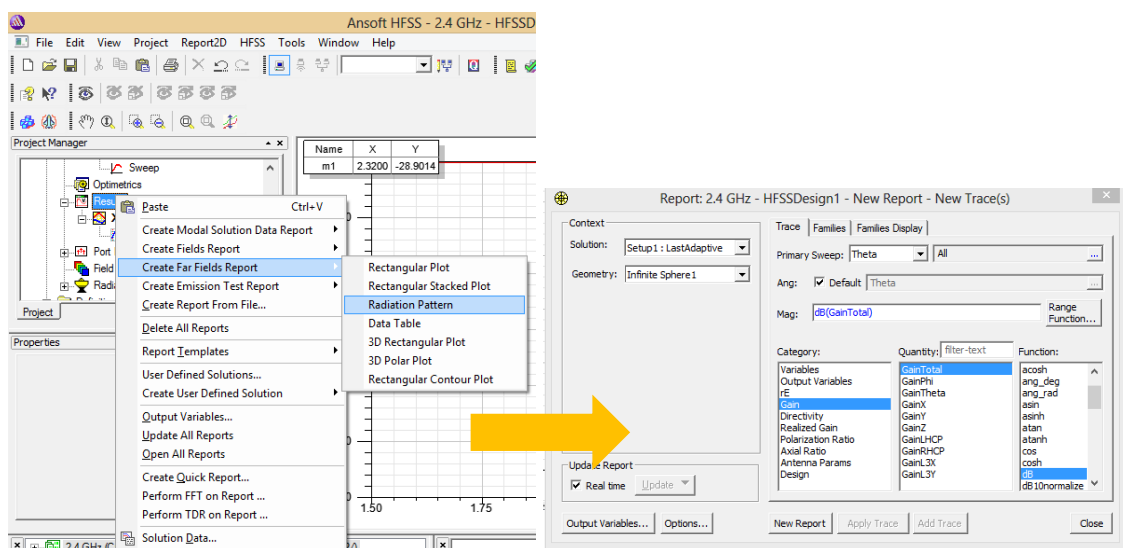 Ansoft HFSS - 2.4 GHz - HFSSD
File Edit View Project Report2D HFSS Tools Window Help
Project Manager
Sweep
Optimetrics
Port
Field
Project
Properties
Name X Y
m1 2.3200 -28.9014
1.50 1.75
Paste Ctrl+V
Create Modal Solution Data Report
Create Fields Report
Create Far Fields Report
Create Emission Test Report
Create Report From File...
Delete All Reports
Report Templates
User Defined Solutions...
Create User Defined Solution
Output Variables...
Update All Reports
Open All Reports
Create Quick Report...
Perform FFT on Report ...
Perform TDR on Report ...
Solution Data...
Rectangular Plot
Rectangular Stacked Plot
Radiation Pattern
Data Table
3D Rectangular Plot
3D Polar Plot
Rectangular Contour Plot
Report: 2.4 GHz - HFSSDesign1 - New Report - New Trace(s)
Context
Solution: Setup1 : LastAdaptive
Geometry: Infinite Sphere1
Update Report
Real time Update
Output Variables... Options...
Trace Families Families Display
Primary Sweep: Theta All ...
Ang: Default Theta ...
Mag: dB(GainTotal) Range
Function...
Category: Quantity: filter-text Function:
Variables GainTotal acosh
Output Variables GainPhi ang_deg
rE GainTheta ang_rad
Gain GainX asin
Directivity GainY asinh
Realized Gain GainZ atan
Polarization Ratio GainLHCP atanh
Axial Ratio GainRHCP cos
Antenna Params GainL3X cosh
Design GainL3Y dB
dB10normalize
New Report Apply Trace Add Trace Close